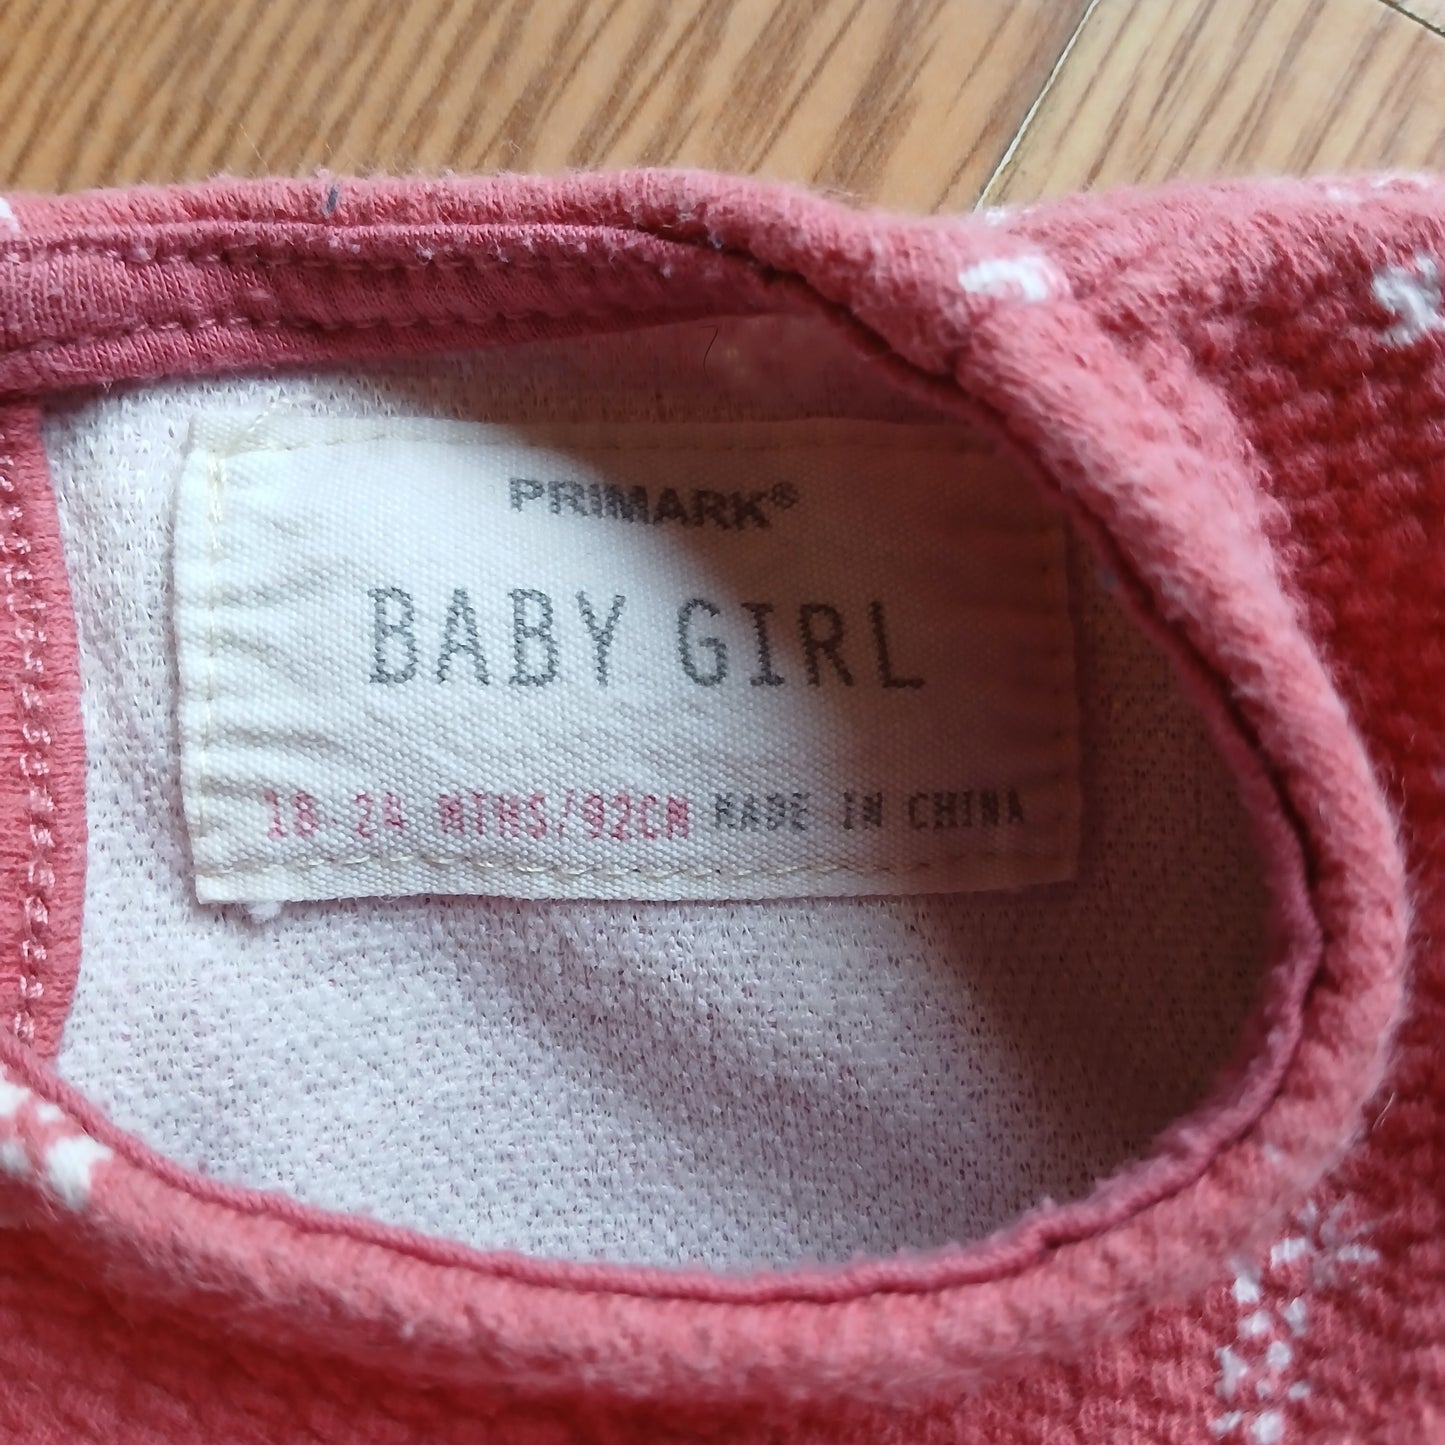 PRIMARK®
BABY GIRL
18-24 MTHS/92CM MADE IN CHINA